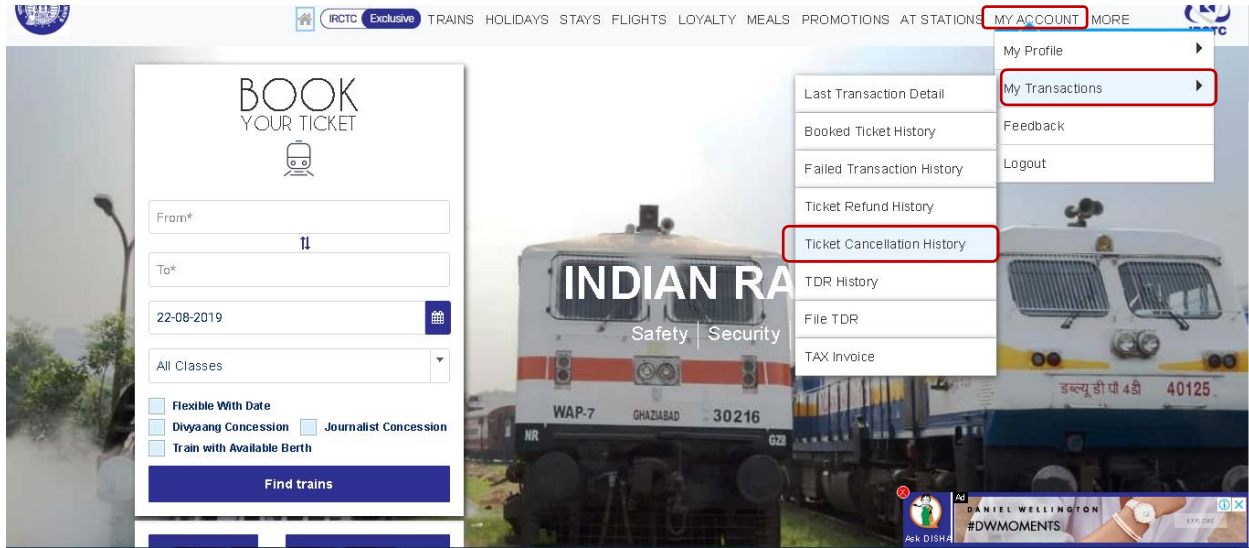 IRCTC Exclusive TRAINS HOLIDAYS STAYS FLIGHTS LOYALTY MEALS PROMOTIONS AT STATIONS MY ACCOUNT MORE
IRCTC
My Profile
My Transactions
Feedback
Logout
Last Transaction Detail
Booked Ticket History
Failed Transaction History
Ticket Refund History
Ticket Cancellation History
TDR History
File TDR
TAX Invoice
BOOK
YOUR TICKET
From*
To*
22-08-2019
All Classes
Flexible With Date
Divyaang Concession Journalist Concession
Train with Available Berth
Find trains
INDIAN RA
Safety | Security |
WAP-7 GHAZIABAD 30216
NR GZB
डब्ल्यू डी पी 4डी 40125
Ask DISHA
Ad
DANIEL WELLINGTON
#DWMOMENTS
EXPLORE